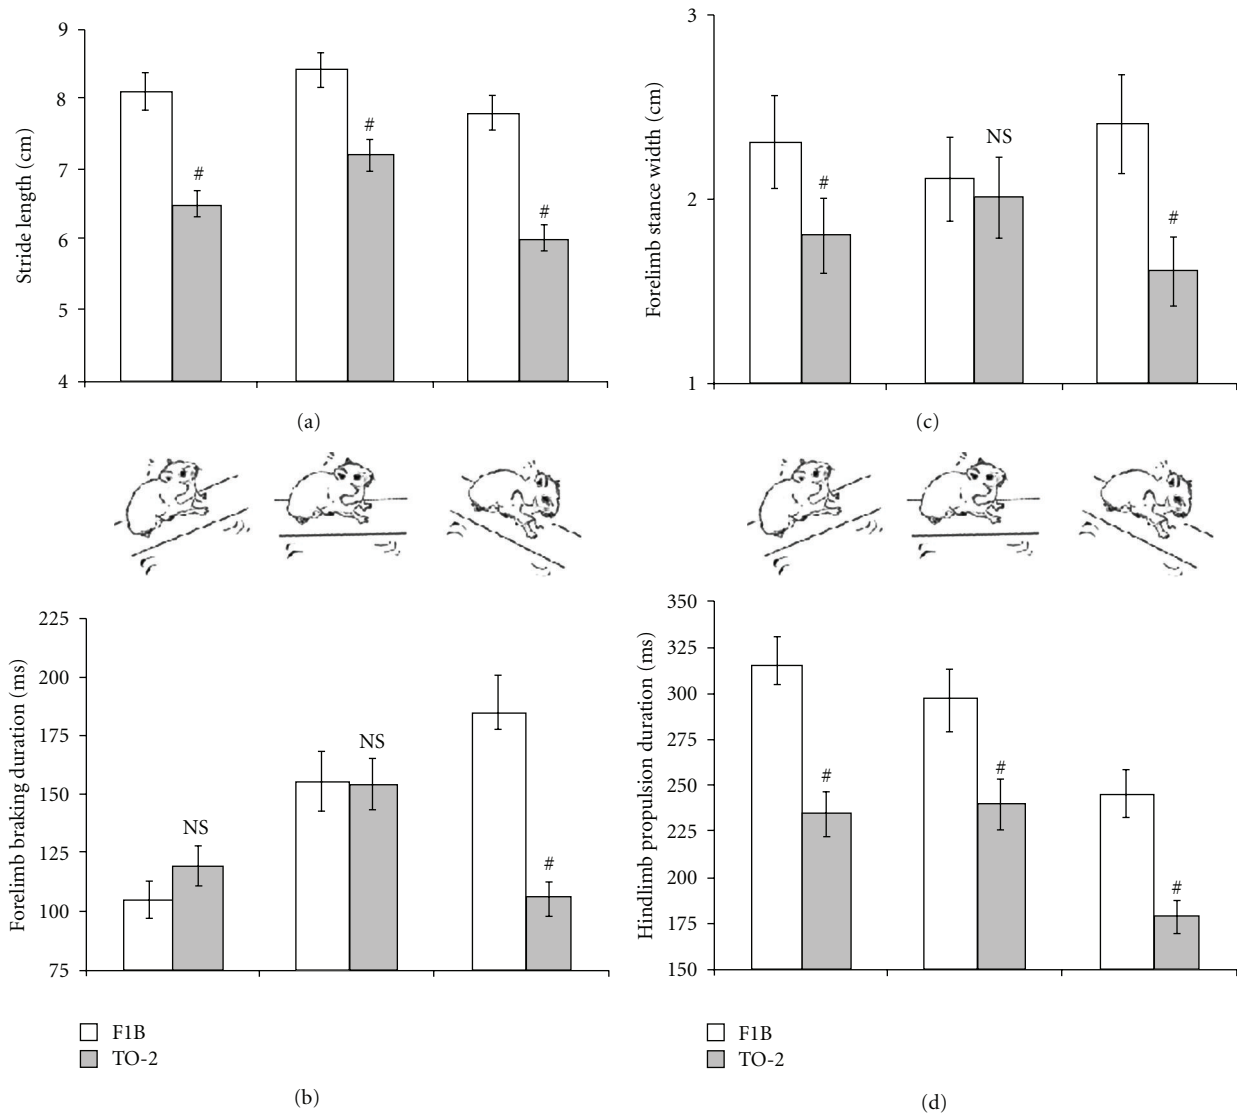 9
8
7
6
5
4
Stride length (cm)
#
#
#
(a)
3
2
1
Forelimb stance width (cm)
#
NS
#
(c)
225
200
175
150
125
100
75
Forelimb braking duration (ms)
NS
NS
#
F1B
TO-2
(b)
350
325
300
275
250
225
200
175
150
Hindlimb propulsion duration (ms)
#
#
#
F1B
TO-2
(d)